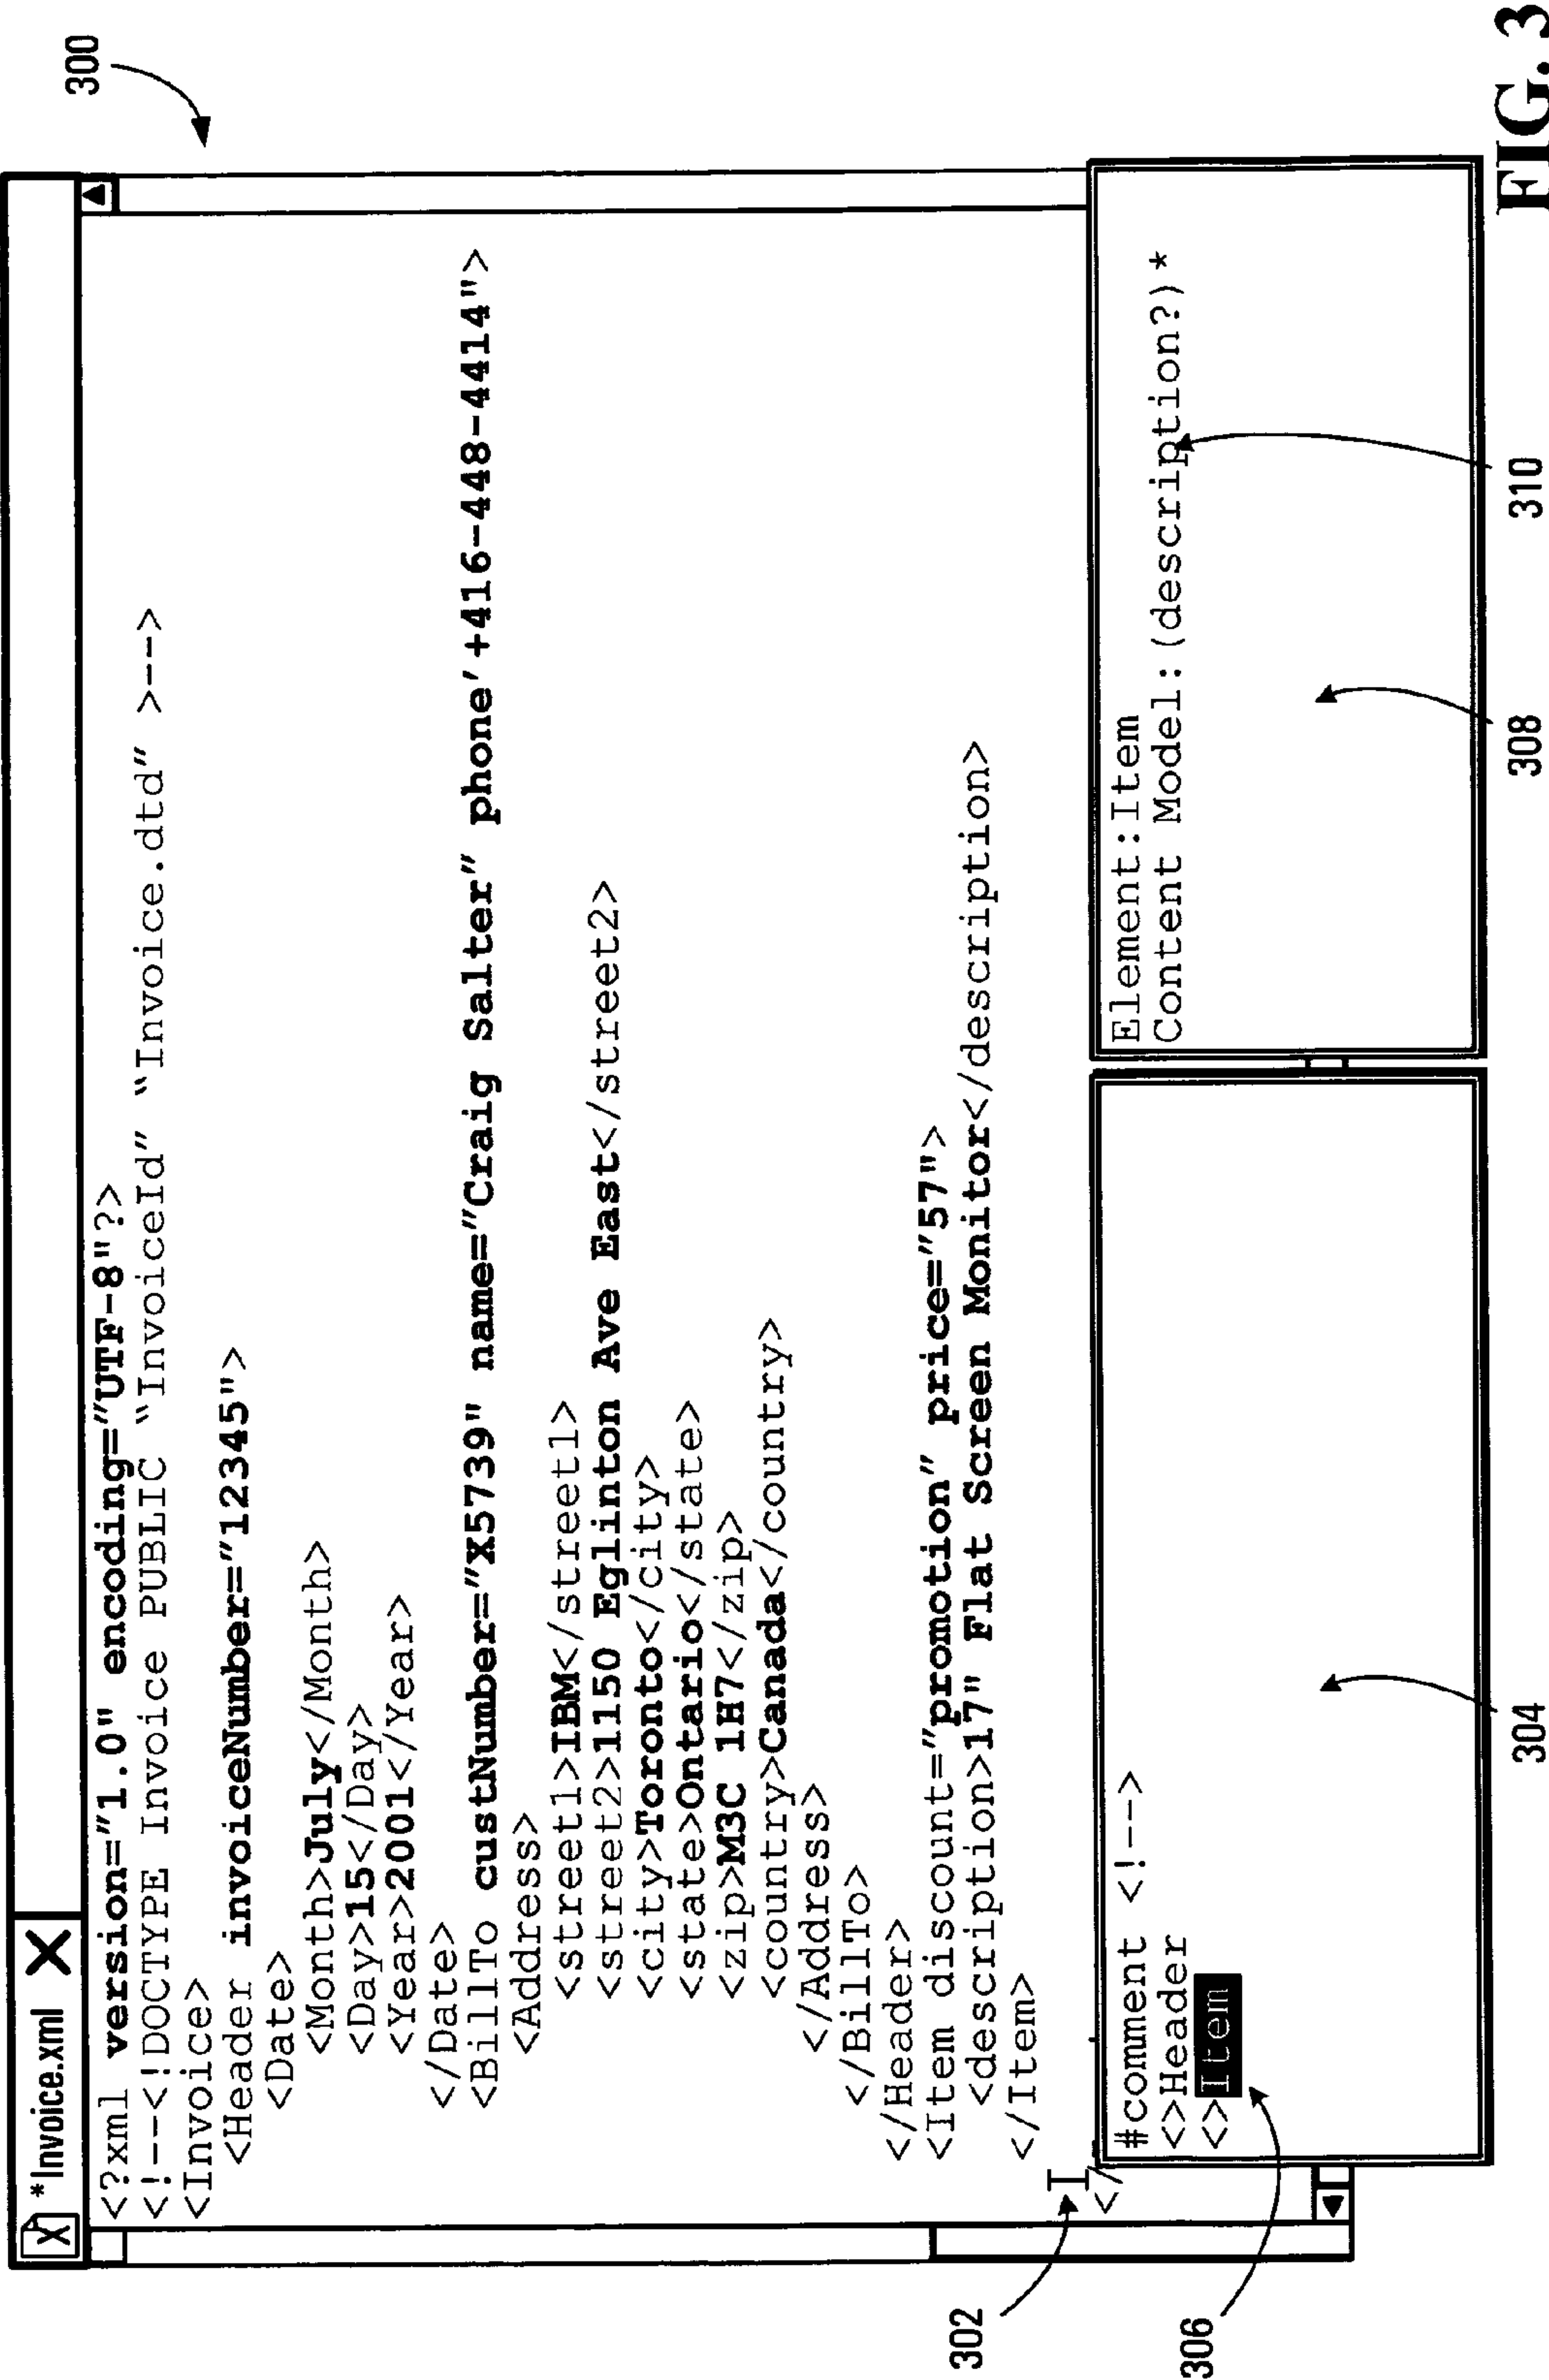 300
*Invoice.xml X
<?xml version="1.0" encoding="UTF-8"?>
<!--<!DOCTYPE Invoice PUBLIC "InvoiceId" "Invoice.dtd" >-->
<Invoice>
<Header invoiceNumber="12345">
<Date>
<Month>July</Month>
<Day>15</Day>
<Year>2001</Year>
</Date>
<BillTo custNumber="X5739" name="Craig Salter" phone'+416-448-4414">
<Address>
<street1>IBM</street1>
<street2>1150 Eglinton Ave East</street2>
<city>Toronto</city>
<state>Ontario</state>
<zip>M3C 1H7</zip>
<country>Canada</country>
</Address>
</BillTo>
</Header>
<Item discount="promotion" price="57">
<description>17" Flat Screen Monitor</description>
</Item>
302
</
#comment <!-->
<>Header
<>Item
306
Element:Item
Content Model:(description?)*
304
308
310
FIG. 3